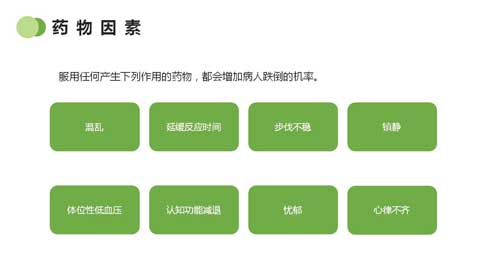 药物因素
服用任何产生下列作用的药物，都会增加病人跌倒的机率。
混乱
延缓反应时间
步伐不稳
镇静
体位性低血压
认知功能减退
忧郁
心律不齐